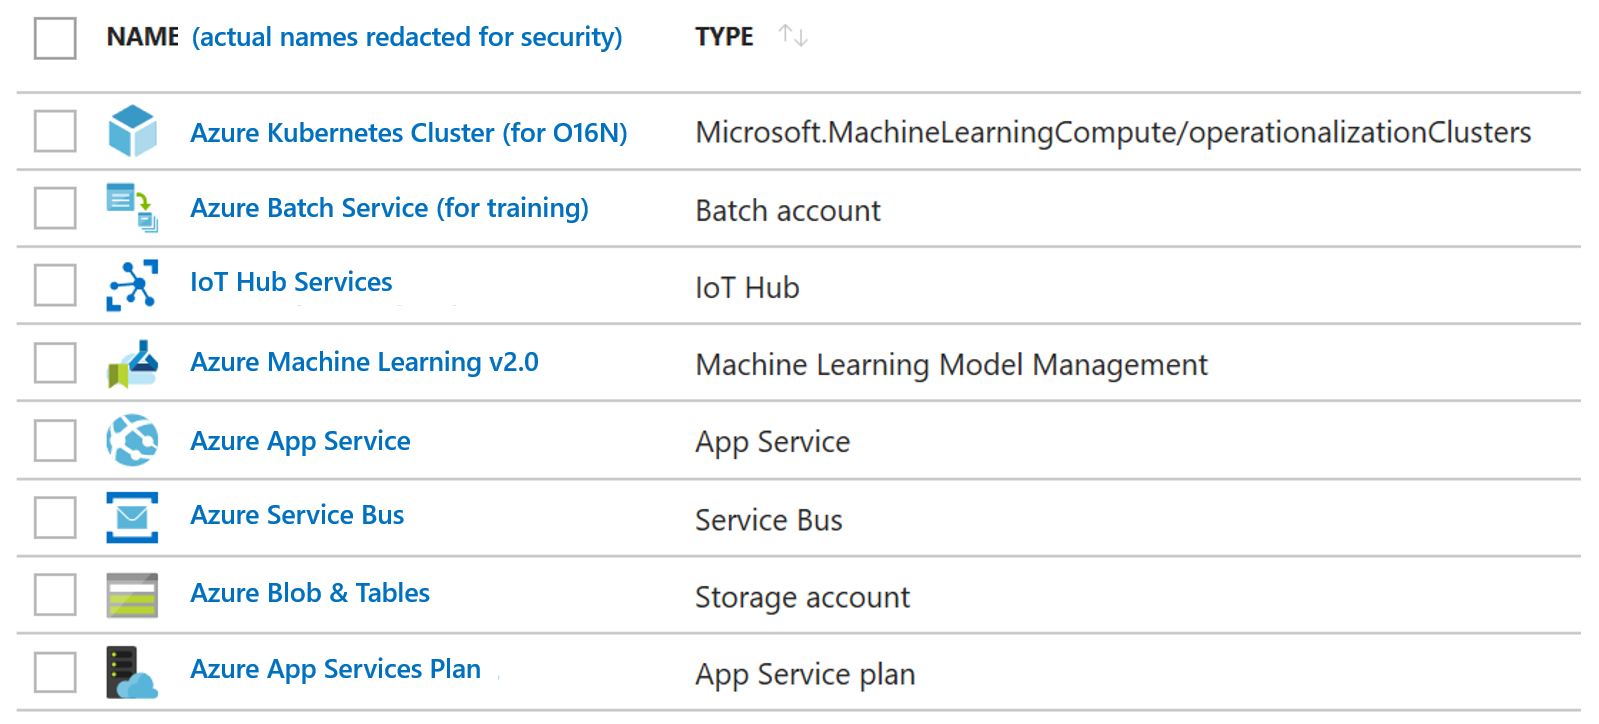 NAME (actual names redacted for security) TYPE
Azure Kubernetes Cluster (for O16N) Microsoft.MachineLearningCompute/operationalizationClusters
Azure Batch Service (for training) Batch account
IoT Hub Services IoT Hub
Azure Machine Learning v2.0 Machine Learning Model Management
Azure App Service App Service
Azure Service Bus Service Bus
Azure Blob & Tables Storage account
Azure App Services Plan App Service plan